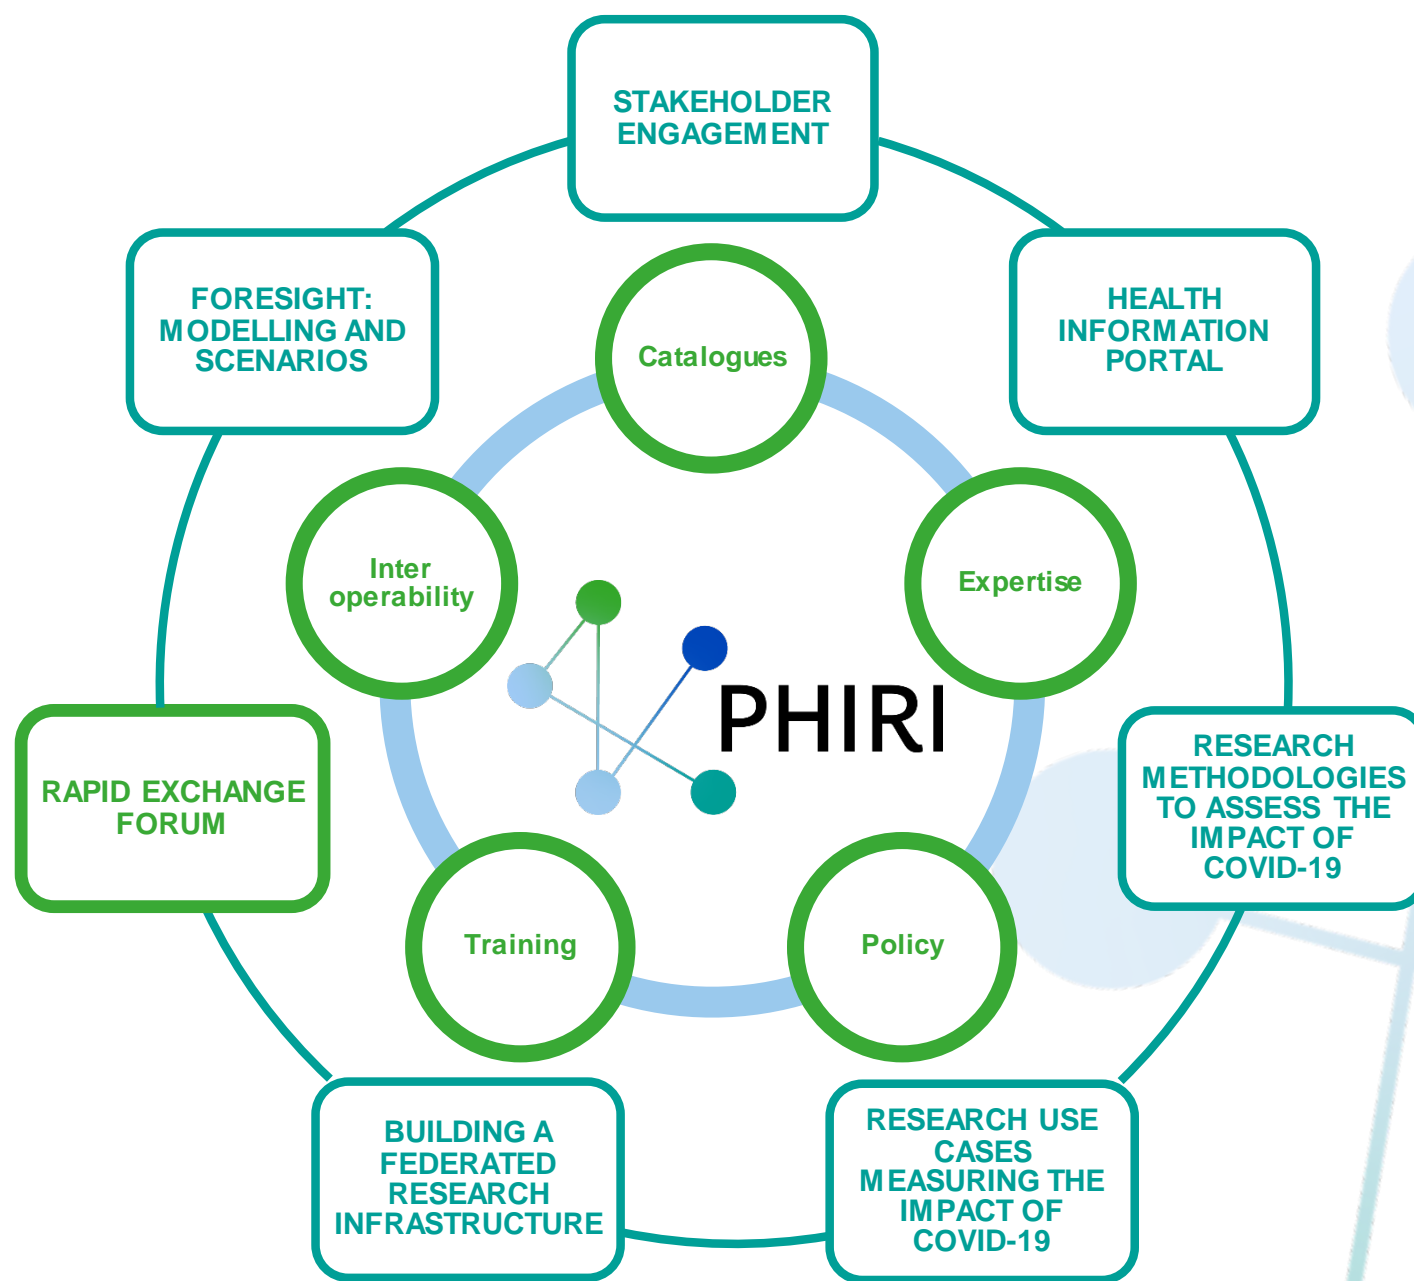 STAKEHOLDER
ENGAGEMENT
FORESIGHT:
MODELLING AND
SCENARIOS
HEALTH
INFORMATION
PORTAL
Catalogues
Inter
operability
Expertise
PHIRI
RAPID EXCHANGE
FORUM
RESEARCH
METHODOLOGIES
TO ASSESS THE
IMPACT OF
COVID-19
Training
Policy
BUILDING A
FEDERATED
RESEARCH
INFRASTRUCTURE
RESEARCH USE
CASES
MEASURING THE
IMPACT OF
COVID-19